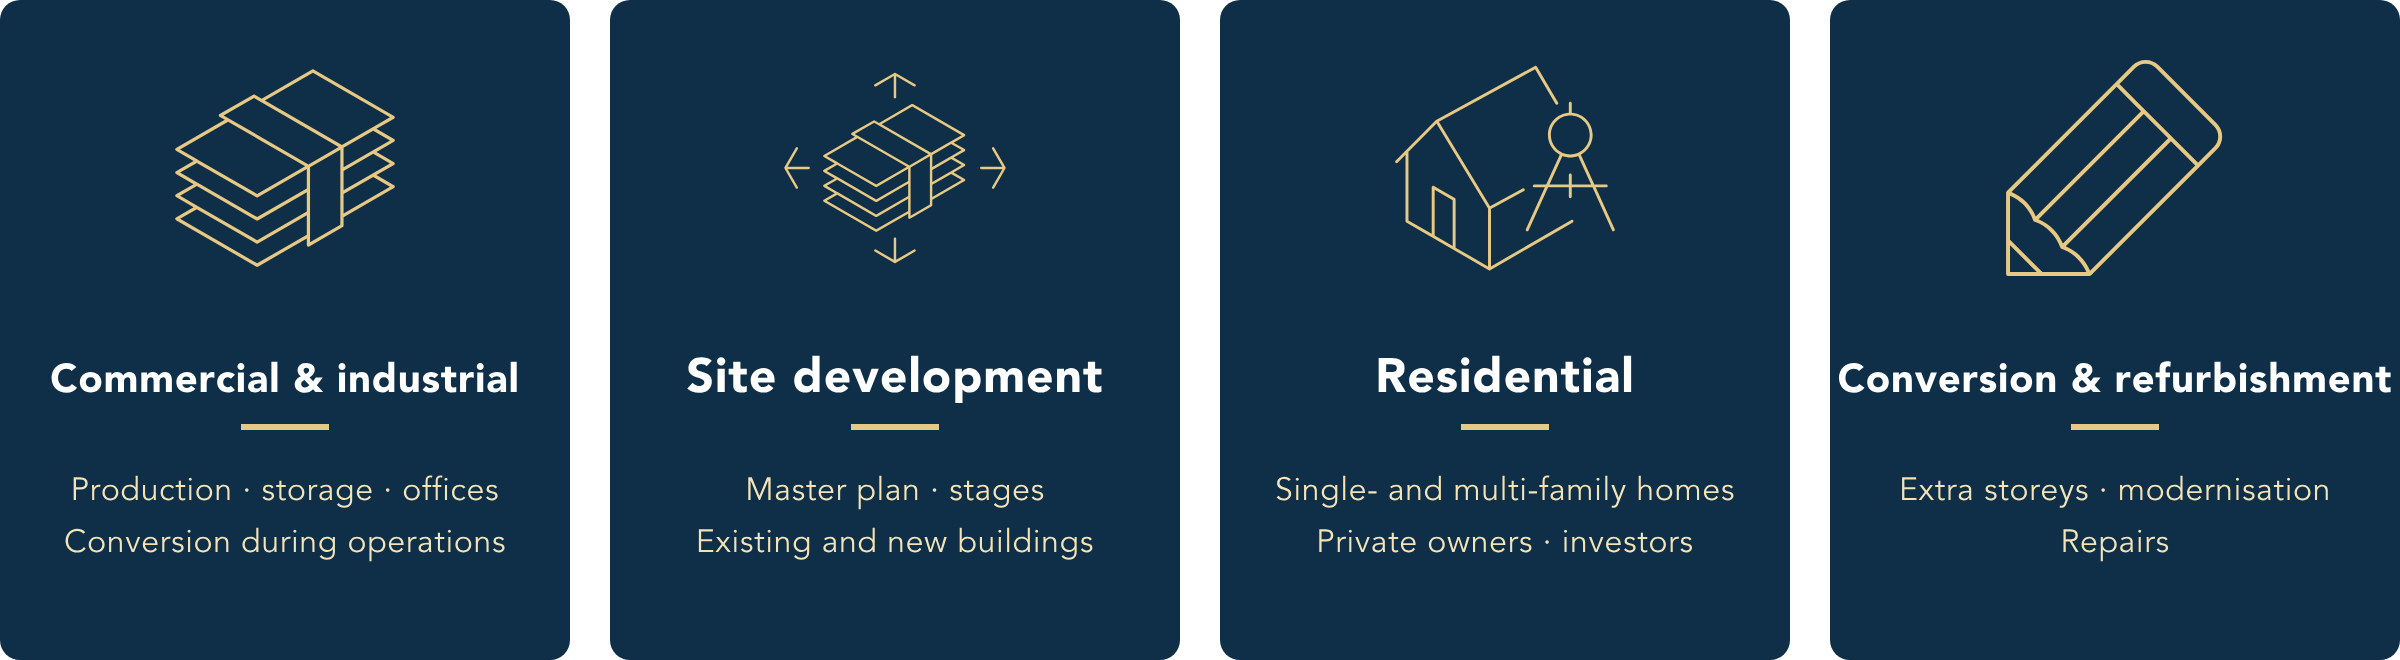 Commercial & industrial
Production · storage · offices
Conversion during operations
Site development
Master plan · stages
Existing and new buildings
Residential
Single- and multi-family homes
Private owners · investors
Conversion & refurbishment
Extra storeys · modernisation
Repairs